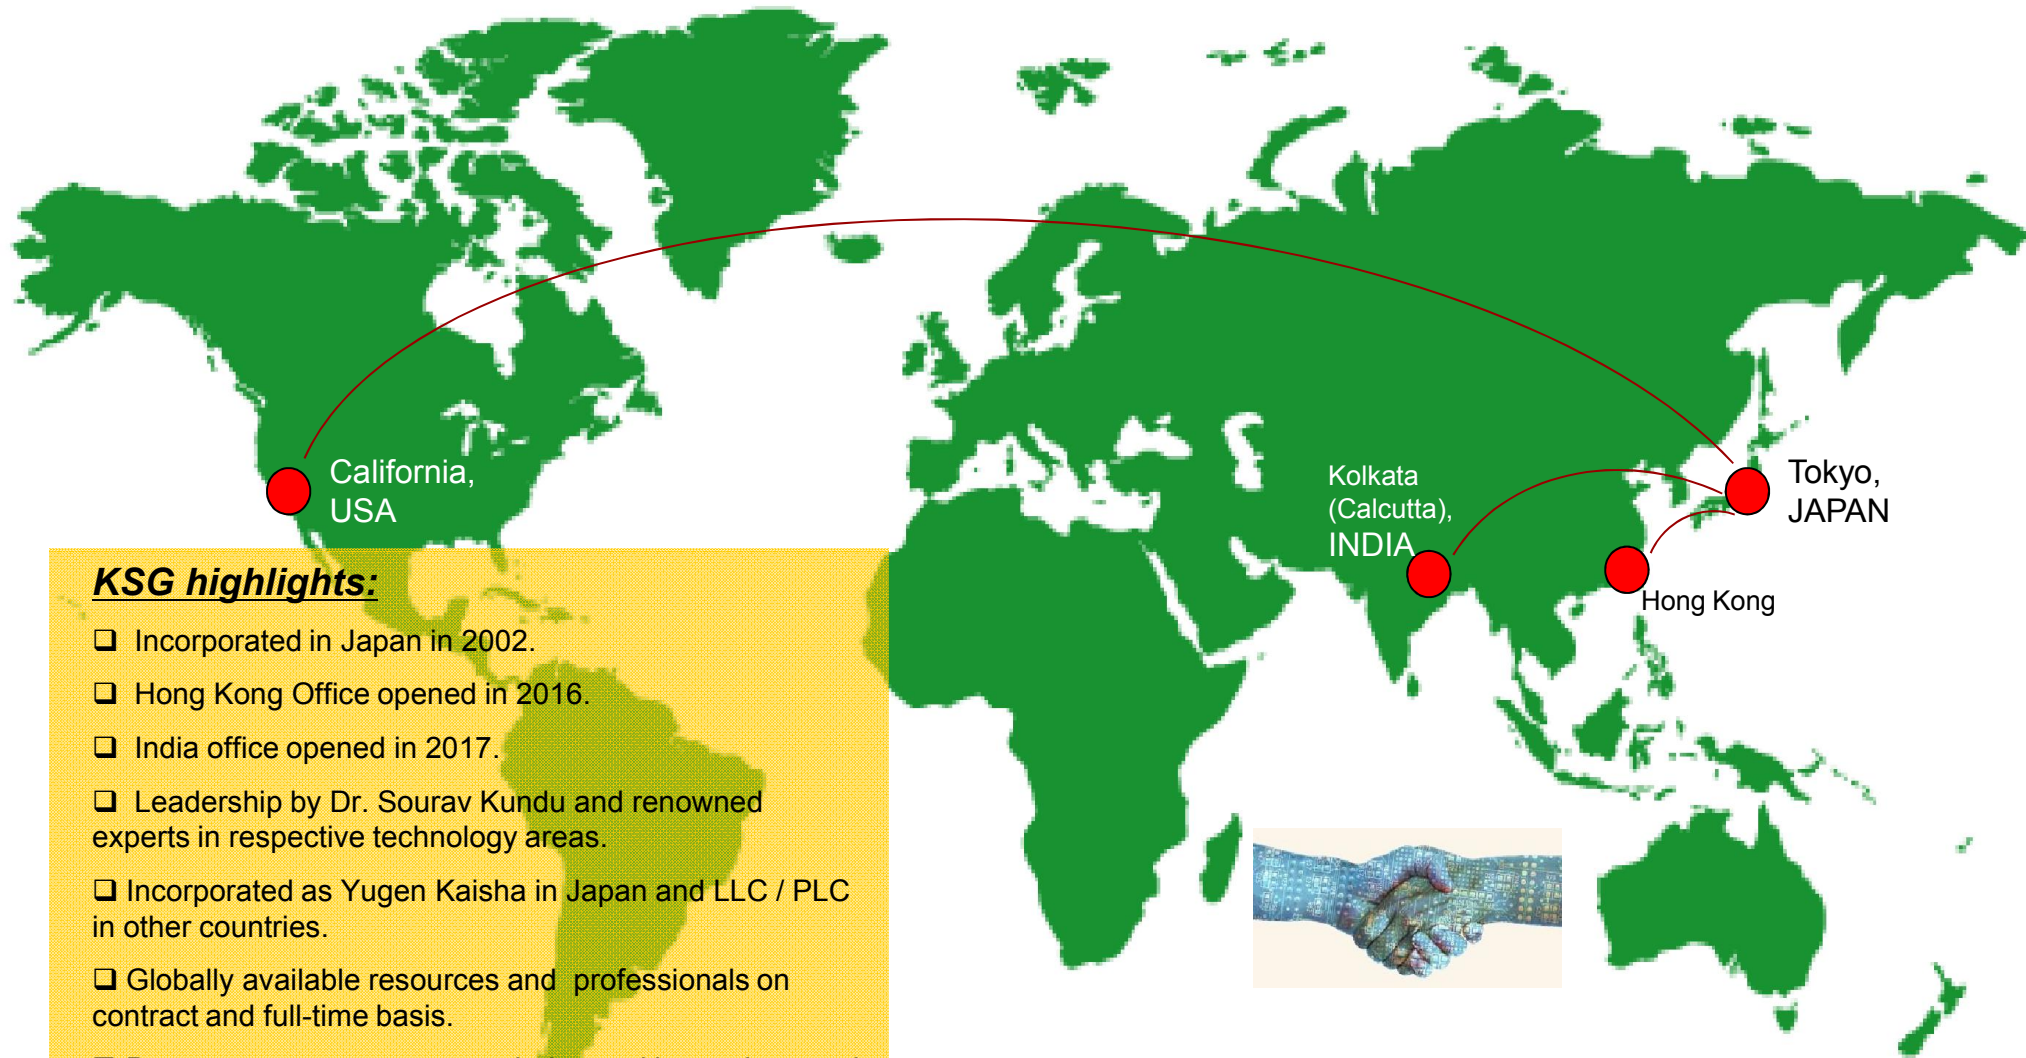 California,
USA
Kolkata
(Calcutta),
INDIA
Tokyo,
JAPAN
Hong Kong
KSG highlights:
❑ Incorporated in Japan in 2002.
❑ Hong Kong Office opened in 2016.
❑ India office opened in 2017.
❑ Leadership by Dr. Sourav Kundu and renowned
experts in respective technology areas.
❑ Incorporated as Yugen Kaisha in Japan and LLC / PLC
in other countries.
❑ Globally available resources and professionals on
contract and full-time basis.